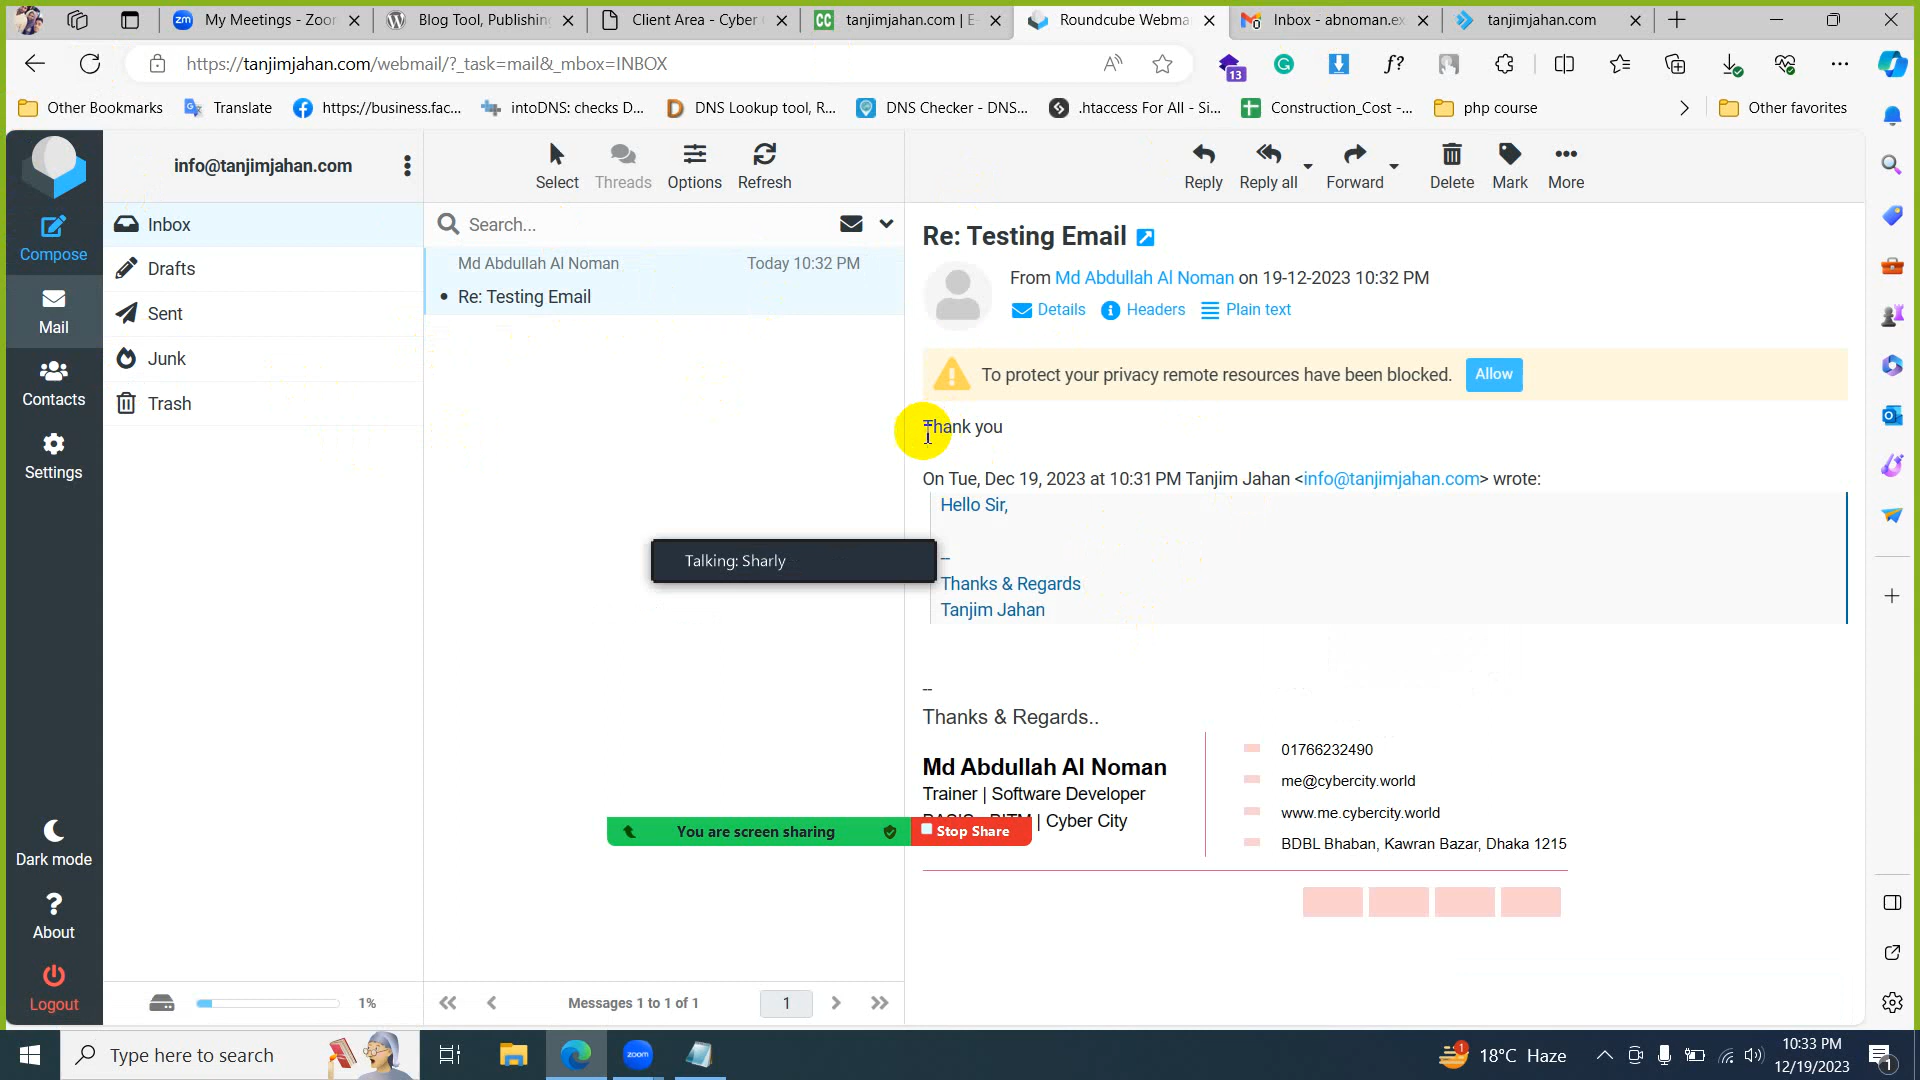 My Meetings - Zoor
Blog Tool, Publishin
Client Area - Cyber
tanjimjahan.com | E-
Roundcube Webma
Inbox - abnoman.ex
tanjimjahan.com
https://tanjimjahan.com/webmail/?_task=mail&_mbox=INBOX
13
f?
Other Bookmarks
Translate
https://business.fac...
intoDNS: checks D...
DNS Lookup tool, R...
DNS Checker - DNS...
.htaccess For All - Si...
Construction_Cost -...
php course
Other favorites
info@tanjimjahan.com
Select
Threads
Options
Refresh
Reply
Reply all
Forward
Delete
Mark
More
Compose
Mail
Contacts
Settings
Dark mode
About
Logout
Inbox
Drafts
Sent
Junk
Trash
1%
Search...
Md Abdullah Al Noman
Today 10:32 PM
Re: Testing Email
Messages 1 to 1 of 1
1
Re: Testing Email
From Md Abdullah Al Noman on 19-12-2023 10:32 PM
Details
Headers
Plain text
To protect your privacy remote resources have been blocked.
Allow
Thank you
On Tue, Dec 19, 2023 at 10:31 PM Tanjim Jahan <info@tanjimjahan.com> wrote:
Hello Sir,
--
Thanks & Regards
Tanjim Jahan
Talking: Sharly
--
Thanks & Regards..
Md Abdullah Al Noman
Trainer | Software Developer
| Cyber City
01766232490
me@cybercity.world
www.me.cybercity.world
BDBL Bhaban, Kawran Bazar, Dhaka 1215
You are screen sharing
Stop Share
Type here to search
zoom
1
18°C Haze
10:33 PM
12/19/2023
1